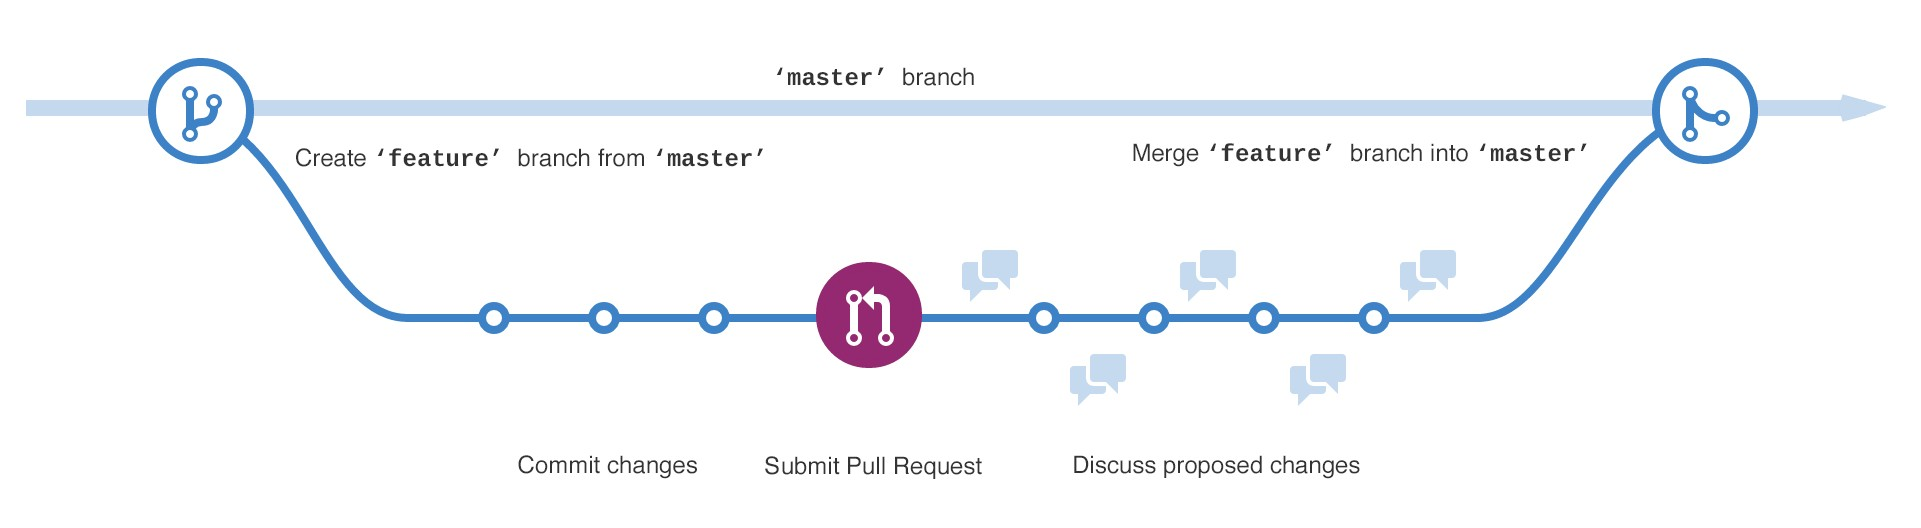 ‘master’ branch
Create ‘feature’ branch from ‘master’
Merge ‘feature’ branch into ‘master’
Commit changes
Submit Pull Request
Discuss proposed changes